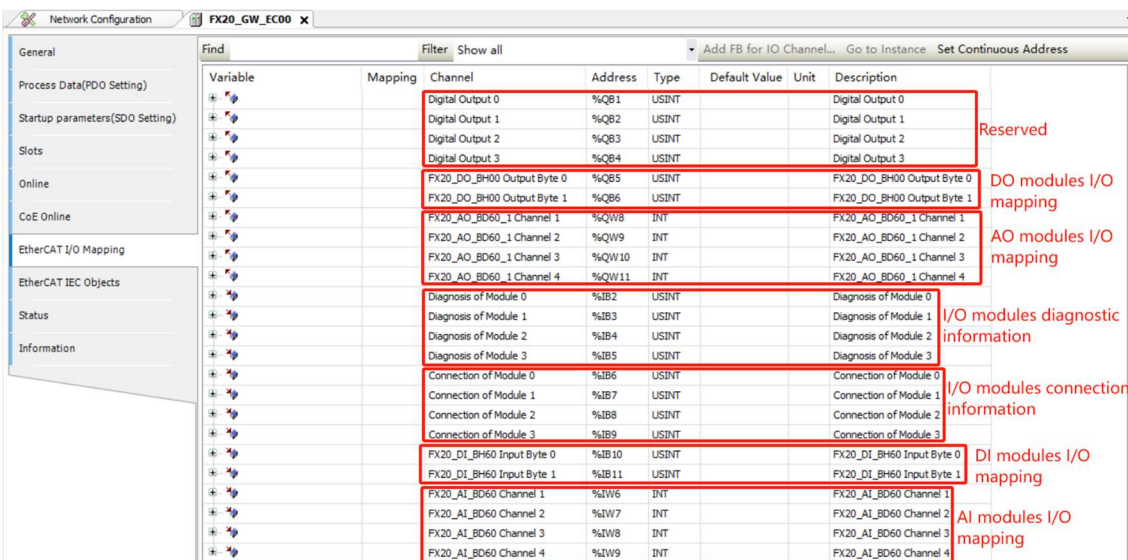 Network Configuration FX20_GW_EC00 X
General
Process Data(PDO Setting)
Startup parameters(SDO Setting)
Slots
Online
CoE Online
EtherCAT I/O Mapping
EtherCAT IEC Objects
Status
Information
Find Filter Show all Add FB for IO Channel... Go to Instance Set Continuous Address
Variable Mapping Channel Address Type Default Value Unit Description
Digital Output 0 %QB1 USINT Digital Output 0
Digital Output 1 %QB2 USINT Digital Output 1
Digital Output 2 %QB3 USINT Digital Output 2
Digital Output 3 %QB4 USINT Digital Output 3
Reserved
FX20_DO_BH00 Output Byte 0 %QB5 USINT FX20_DO_BH00 Output Byte 0
FX20_DO_BH00 Output Byte 1 %QB6 USINT FX20_DO_BH00 Output Byte 1
DO modules I/O
mapping
FX20_AO_BD60_1 Channel 1 %QW8 INT FX20_AO_BD60_1 Channel 1
FX20_AO_BD60_1 Channel 2 %QW9 INT FX20_AO_BD60_1 Channel 2
FX20_AO_BD60_1 Channel 3 %QW10 INT FX20_AO_BD60_1 Channel 3
FX20_AO_BD60_1 Channel 4 %QW11 INT FX20_AO_BD60_1 Channel 4
AO modules I/O
mapping
Diagnosis of Module 0 %IB2 USINT Diagnosis of Module 0
Diagnosis of Module 1 %IB3 USINT Diagnosis of Module 1
Diagnosis of Module 2 %IB4 USINT Diagnosis of Module 2
Diagnosis of Module 3 %IB5 USINT Diagnosis of Module 3
I/O modules diagnostic
information
Connection of Module 0 %IB6 USINT Connection of Module 0
Connection of Module 1 %IB7 USINT Connection of Module 1
Connection of Module 2 %IB8 USINT Connection of Module 2
Connection of Module 3 %IB9 USINT Connection of Module 3
I/O modules connection
information
FX20_DI_BH60 Input Byte 0 %IB10 USINT FX20_DI_BH60 Input Byte 0
FX20_DI_BH60 Input Byte 1 %IB11 USINT FX20_DI_BH60 Input Byte 1
DI modules I/O
mapping
FX20_AI_BD60 Channel 1 %IW6 INT FX20_AI_BD60 Channel 1
FX20_AI_BD60 Channel 2 %IW7 INT FX20_AI_BD60 Channel 2
FX20_AI_BD60 Channel 3 %IW8 INT FX20_AI_BD60 Channel 3
FX20_AI_BD60 Channel 4 %IW9 INT FX20_AI_BD60 Channel 4
AI modules I/O
mapping